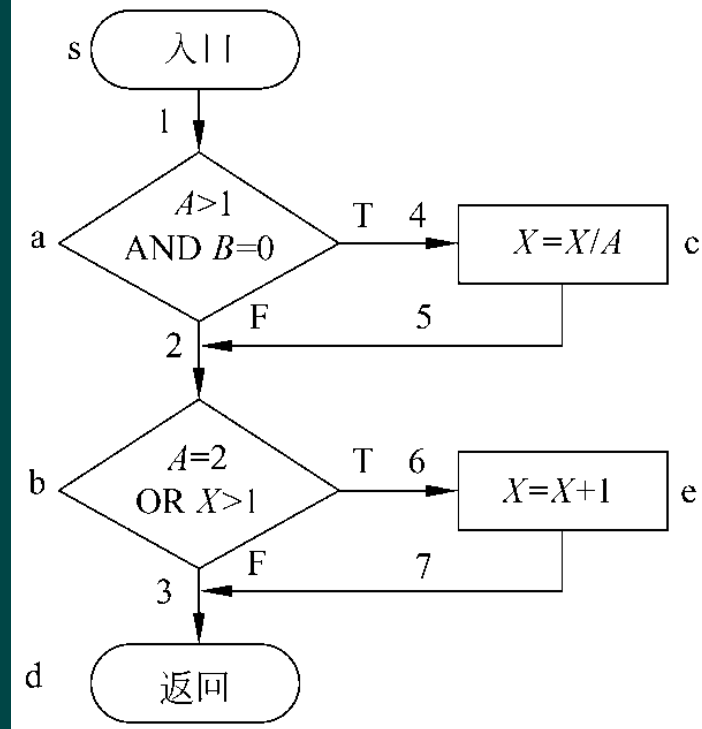 s
入口
1
A>1
AND B=0
a
T
4
X=X/A
c
F
5
2
A=2
OR X>1
b
T
6
X=X+1
e
F
7
3
d
返回